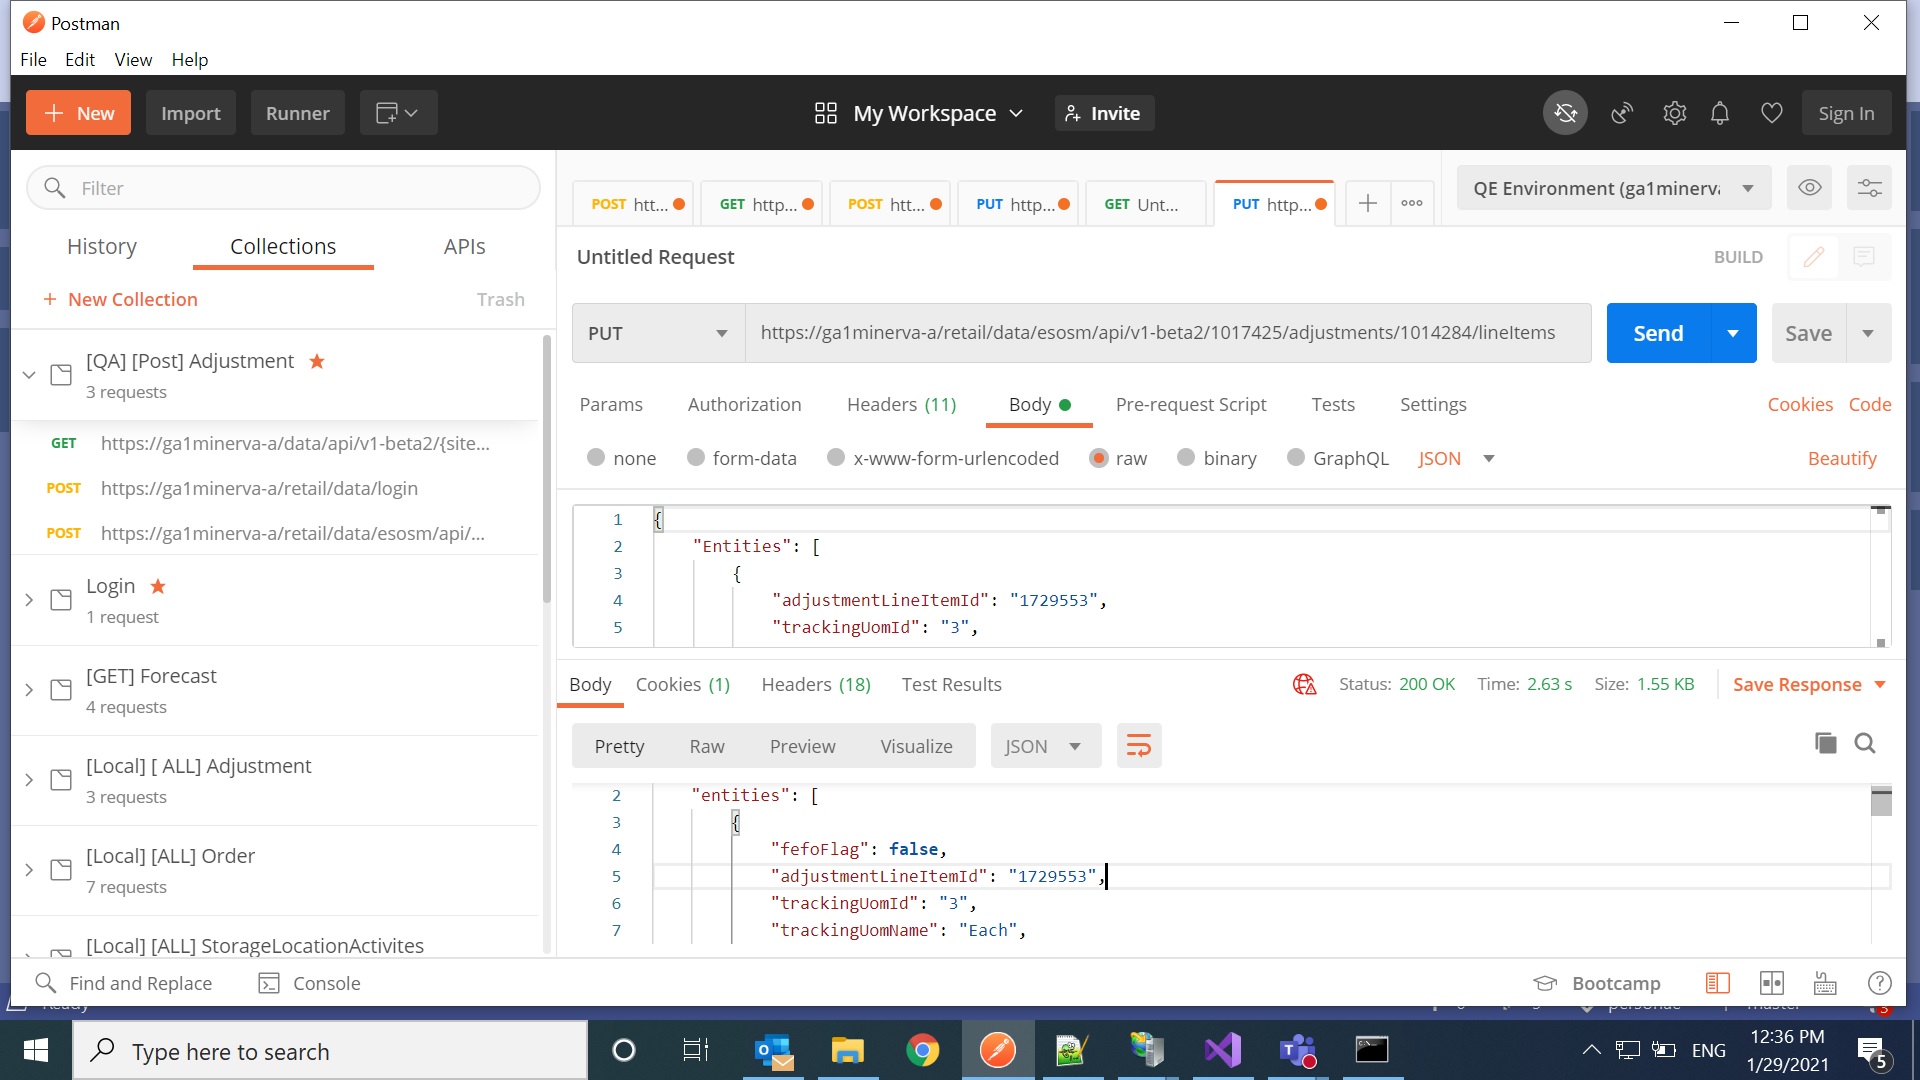 Postman
File Edit View Help
New Import Runner My Workspace Invite Sign In
Filter
History Collections APIs
+ New Collection Trash
[QA] [Post] Adjustment
3 requests
GET https://ga1minerva-a/data/api/v1-beta2/{site...
POST https://ga1minerva-a/retail/data/login
POST https://ga1minerva-a/retail/data/esosm/api/...
Login
1 request
[GET] Forecast
4 requests
[Local] [ ALL] Adjustment
3 requests
[Local] [ALL] Order
7 requests
[Local] [ALL] StorageLocationActivites
POST htt... GET http... POST htt... PUT http... GET Unt... PUT http... + ooo QE Environment (ga1minerva
Untitled Request BUILD
PUT https://ga1minerva-a/retail/data/esosm/api/v1-beta2/1017425/adjustments/1014284/lineItems Send Save
Params Authorization Headers (11) Body Pre-request Script Tests Settings Cookies Code
none form-data x-www-form-urlencoded raw binary GraphQL JSON Beautify
1 {
2 "Entities": [
3 {
4 "adjustmentLineItemId": "1729553",
5 "trackingUomId": "3",
Body Cookies (1) Headers (18) Test Results Status: 200 OK Time: 2.63 s Size: 1.55 KB Save Response
Pretty Raw Preview Visualize JSON
2 "entities": [
3 {
4 "fefoFlag": false,
5 "adjustmentLineItemId": "1729553",
6 "trackingUomId": "3",
7 "trackingUomName": "Each",
Find and Replace Console Bootcamp
Type here to search
ENG
12:36 PM
1/29/2021
5